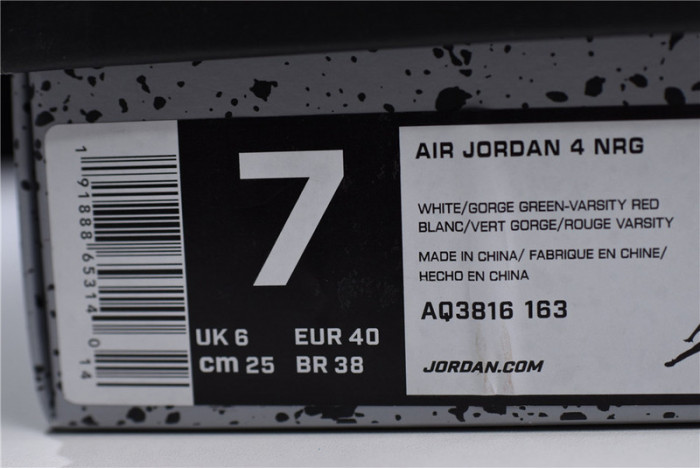 1 91888 65314 014
7
UK 6 EUR 40
cm 25 BR 38
AIR JORDAN 4 NRG
WHITE/GORGE GREEN-VARSITY RED
BLANC/VERT GORGE/ROUGE VARSITY
MADE IN CHINA/ FABRIQUE EN CHINE/
HECHO EN CHINA
AQ3816 163
JORDAN.COM